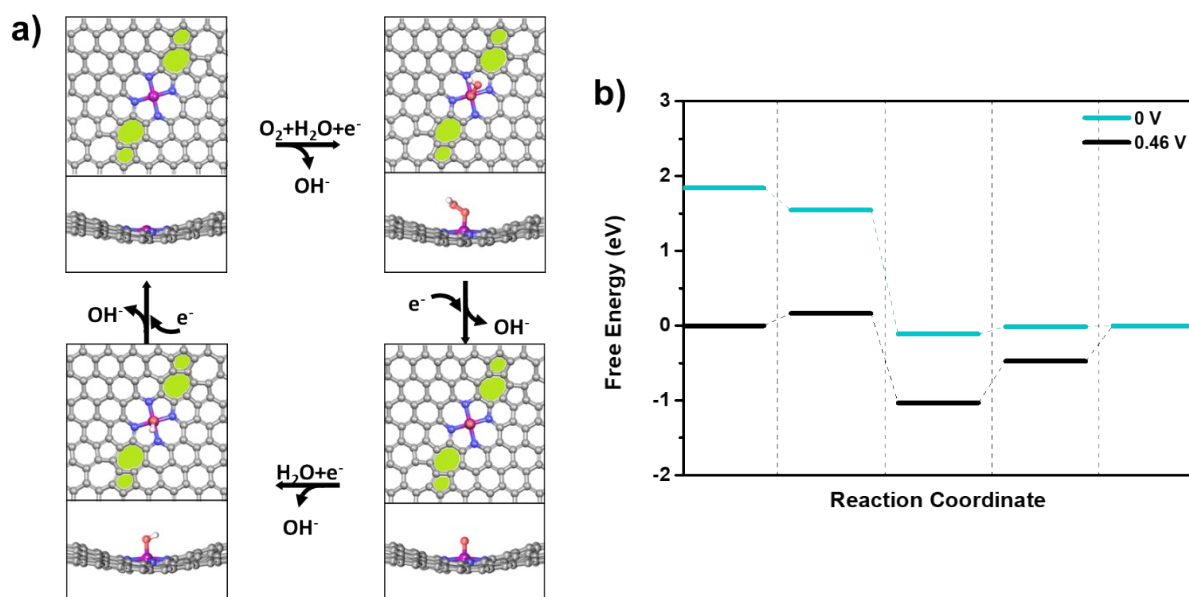 a)
O₂+H₂O+e⁻
OH⁻
OH⁻
e⁻
e⁻
OH⁻
H₂O+e⁻
OH⁻
b)
0 V
0.46 V
3
2
1
0
-1
-2
Free Energy (eV)
Reaction Coordinate